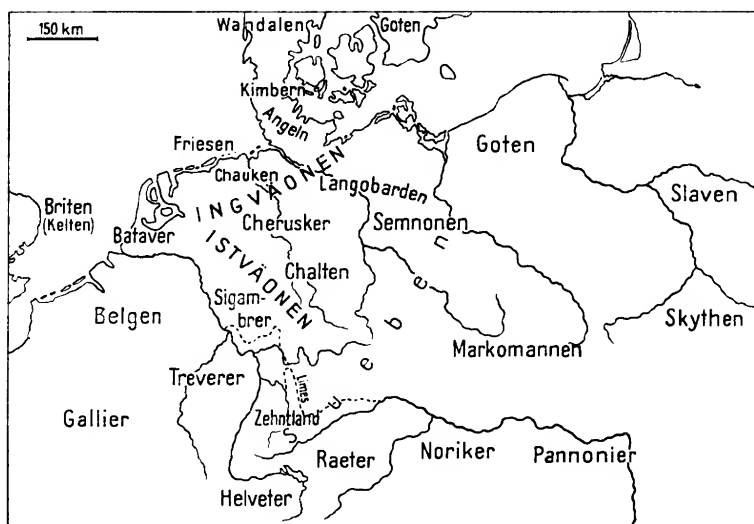 150 km
Wandalen
Goten
Kimbern
Angeln
Friesen
Chauken
Goten
INGVÄONEN
Langobarden
Slaven
Briten
(Kelten)
Bataver
Cherusker
Semnonen
ISTVÄONEN
Chalten
Sigam-
brer
Belgen
Skythen
Sueben
Markomannen
Treverer
Limes
Gallier
Zehntland
Raeter
Noriker
Pannonier
Helveter